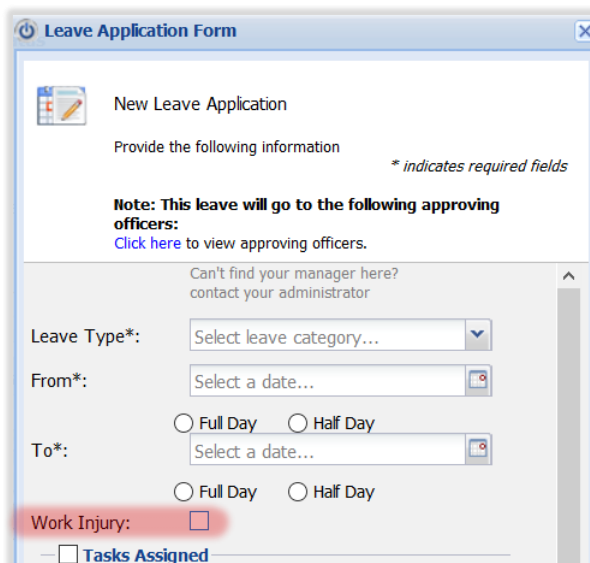 Leave Application Form
New Leave Application
Provide the following information
* indicates required fields
Note: This leave will go to the following approving
officers:
Click here to view approving officers.
Can't find your manager here?
contact your administrator
Leave Type*: Select leave category...
From*: Select a date...
Full Day Half Day
To*: Select a date...
Full Day Half Day
Work Injury:
Tasks Assigned